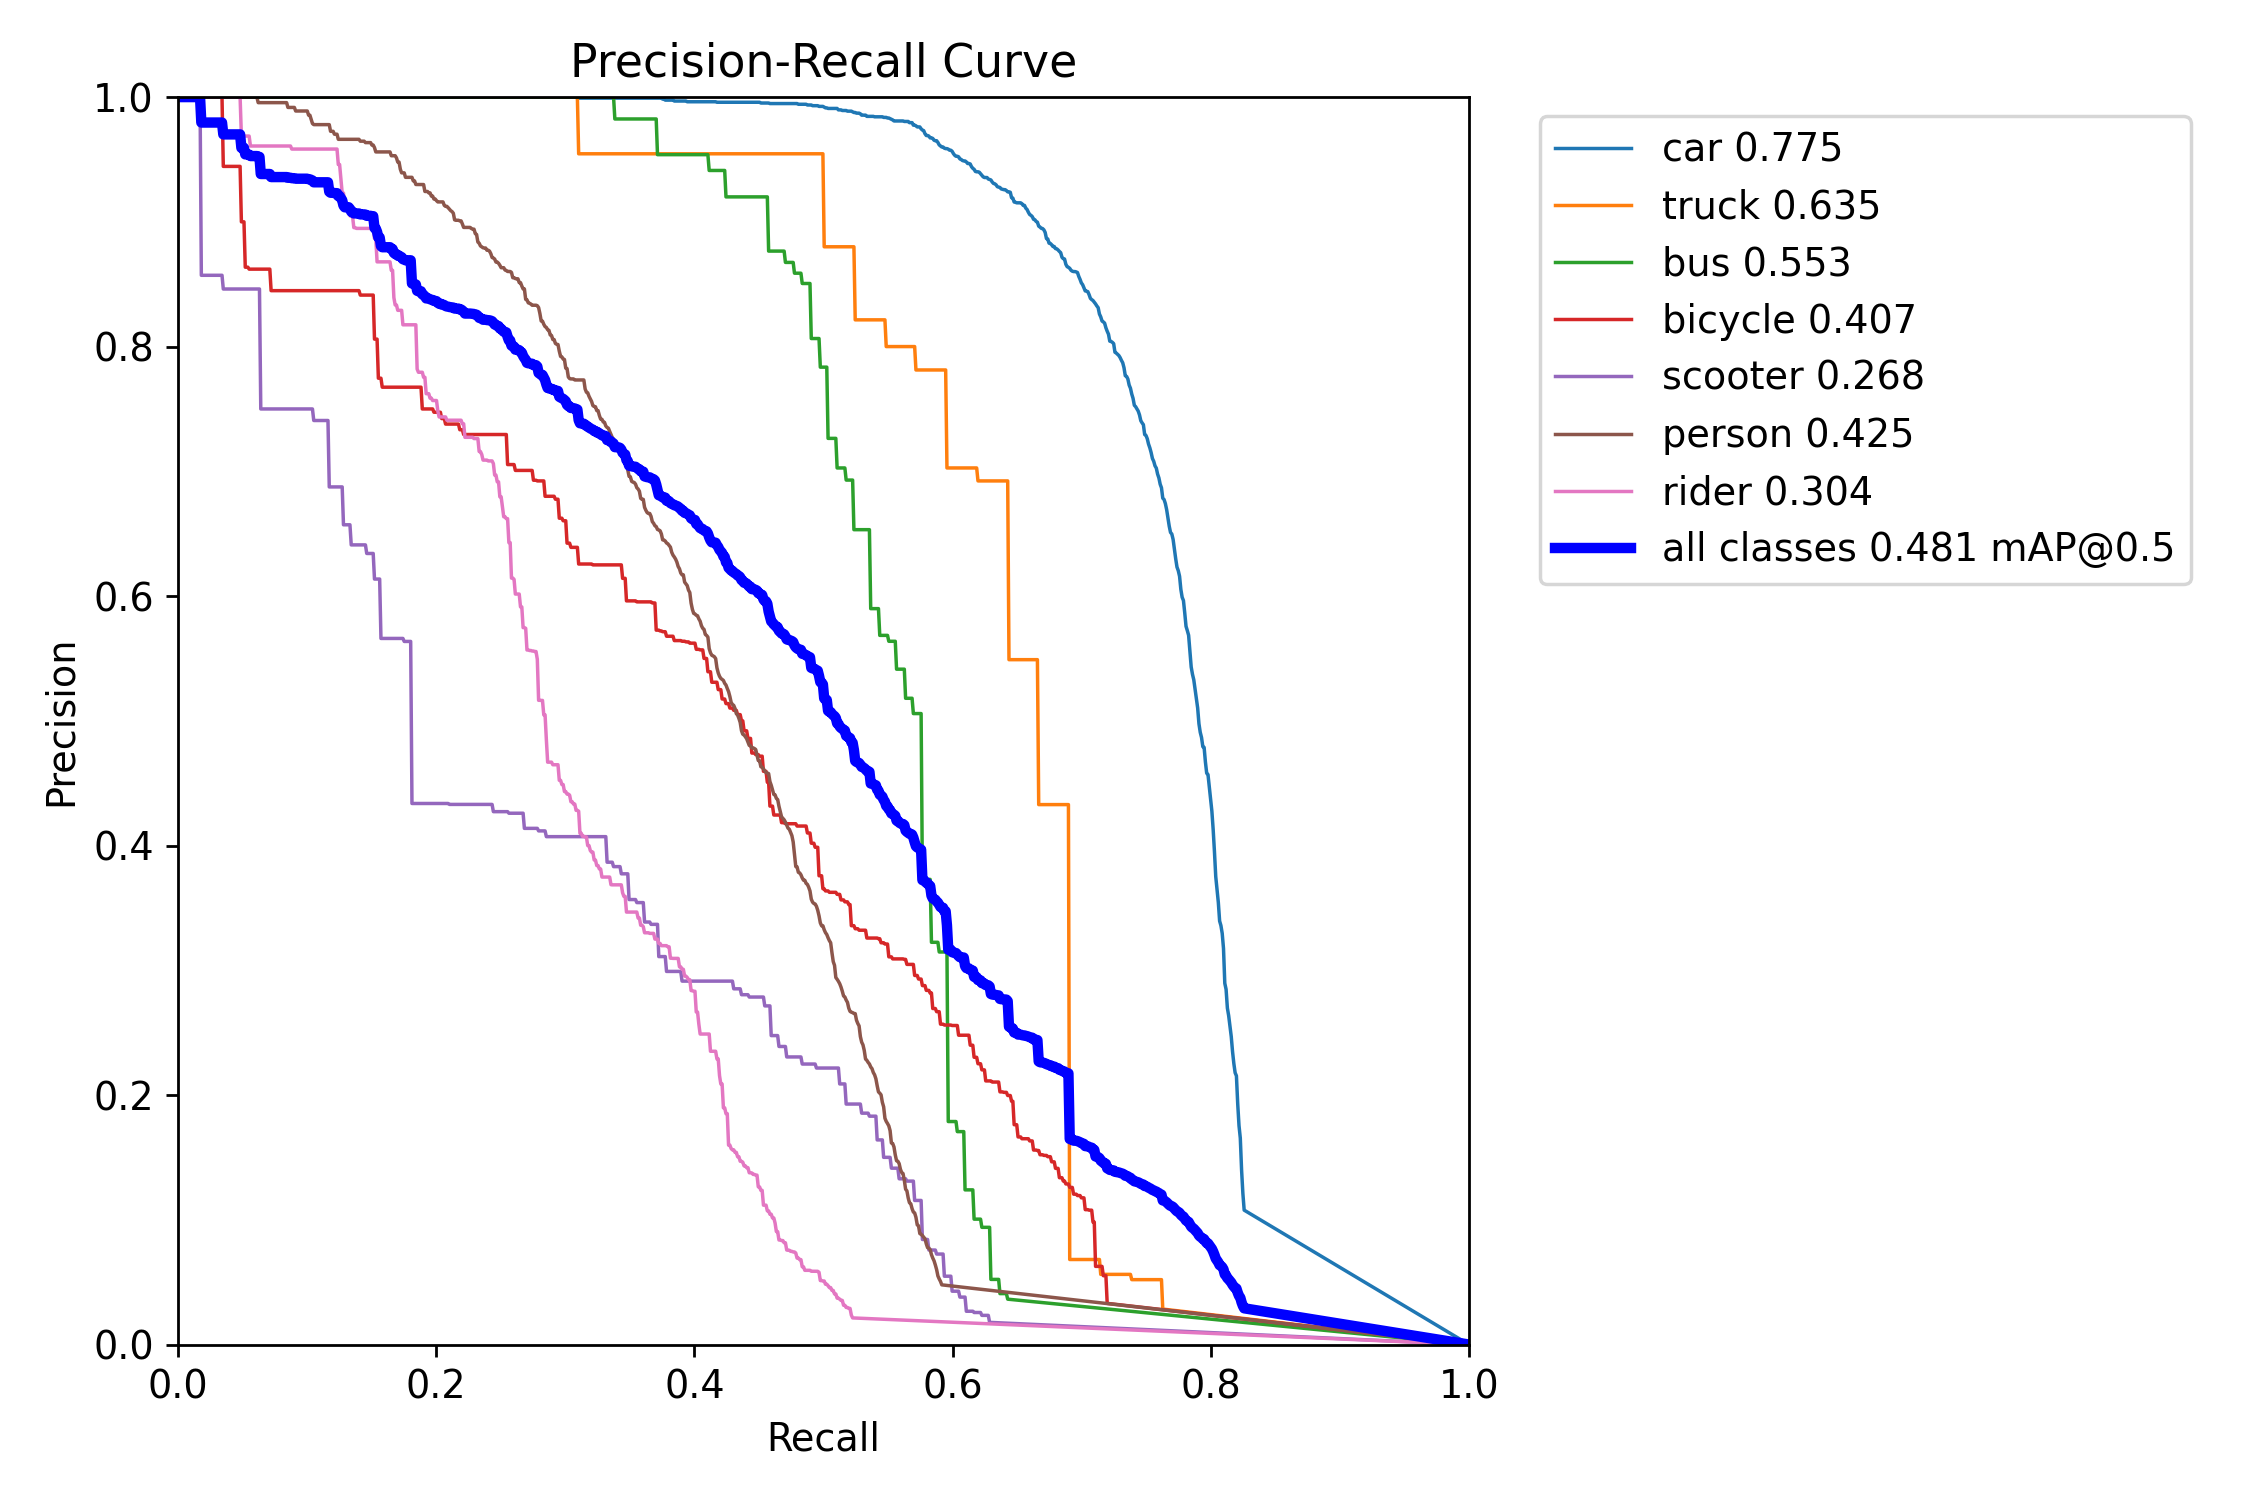 Precision-Recall Curve
1.0
0.8
0.6
0.4
0.2
0.0
Precision
0.0 0.2 0.4 0.6 0.8 1.0
Recall
car 0.775
truck 0.635
bus 0.553
bicycle 0.407
scooter 0.268
person 0.425
rider 0.304
all classes 0.481 mAP@0.5